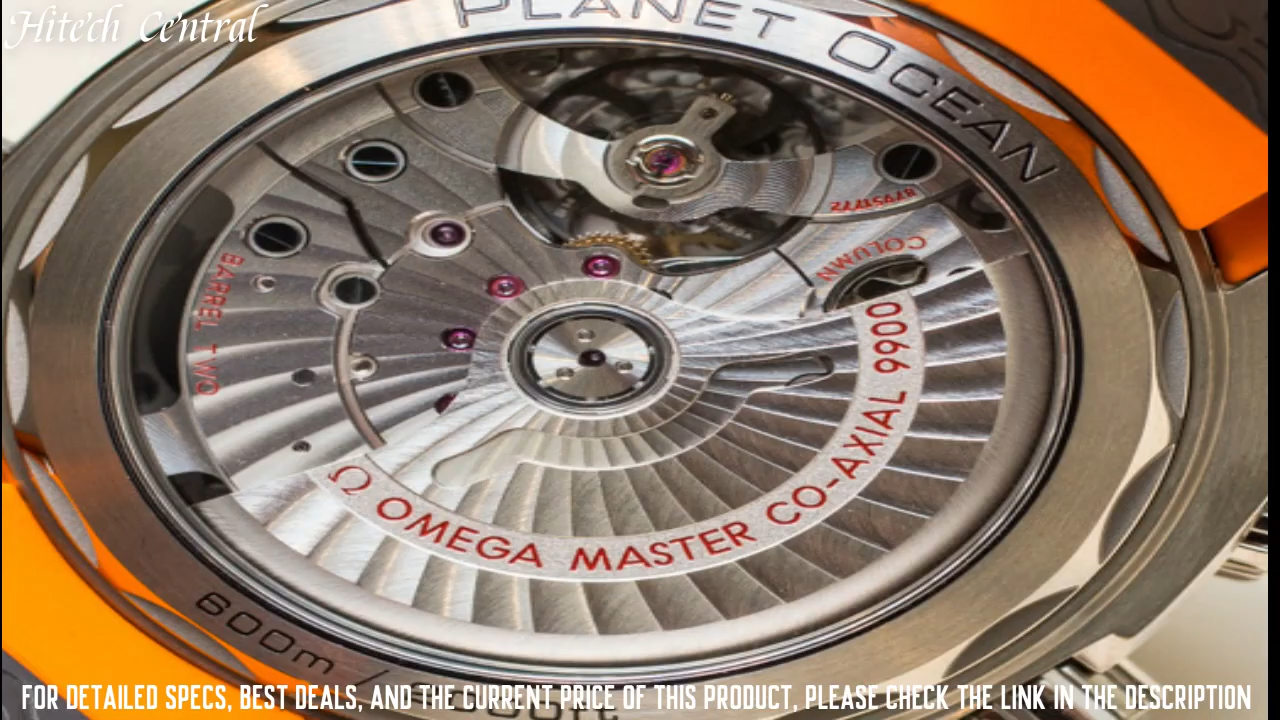 Hitech Central
PLANET OCEAN
COLUMN
BARREL TWO
Ω OMEGA MASTER CO-AXIAL 9900
600m /
FOR DETAILED SPECS, BEST DEALS, AND THE CURRENT PRICE OF THIS PRODUCT, PLEASE CHECK THE LINK IN THE DESCRIPTION